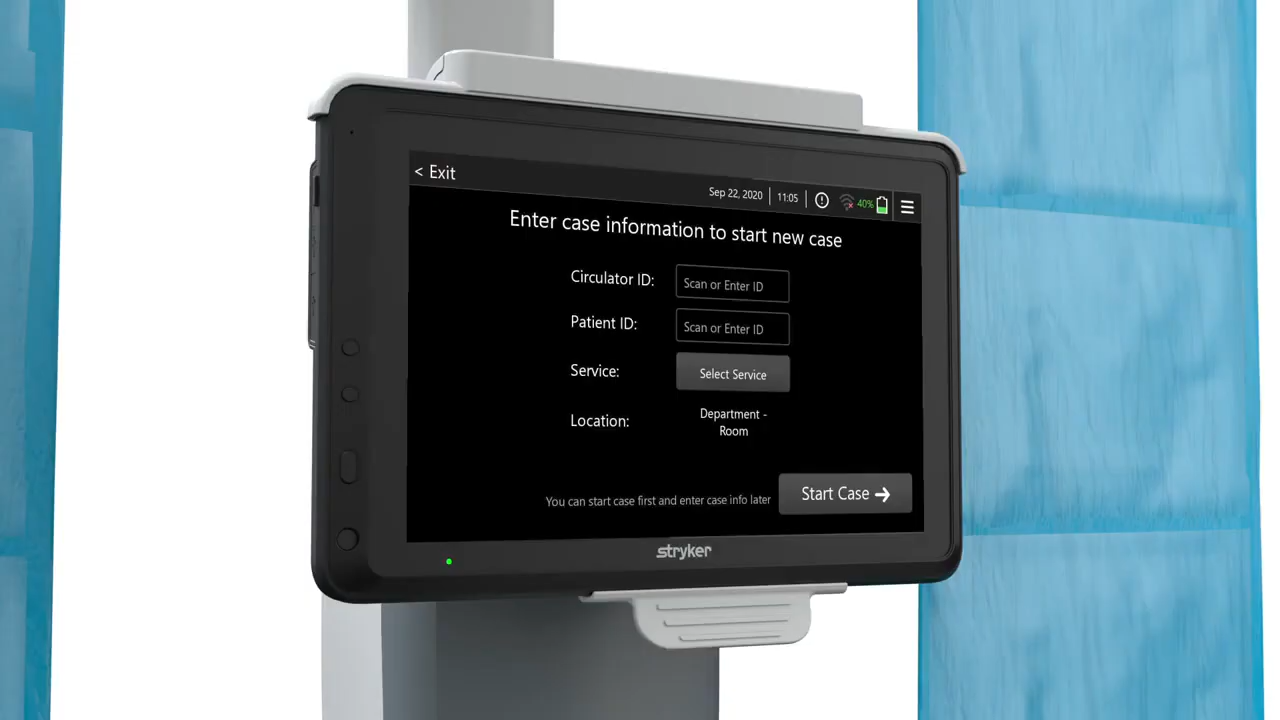 < Exit
Sep 22, 2020 | 11:05
40%
Enter case information to start new case
Circulator ID: Scan or Enter ID
Patient ID: Scan or Enter ID
Service: Select Service
Location: Department -
Room
You can start case first and enter case info later
Start Case →
stryker